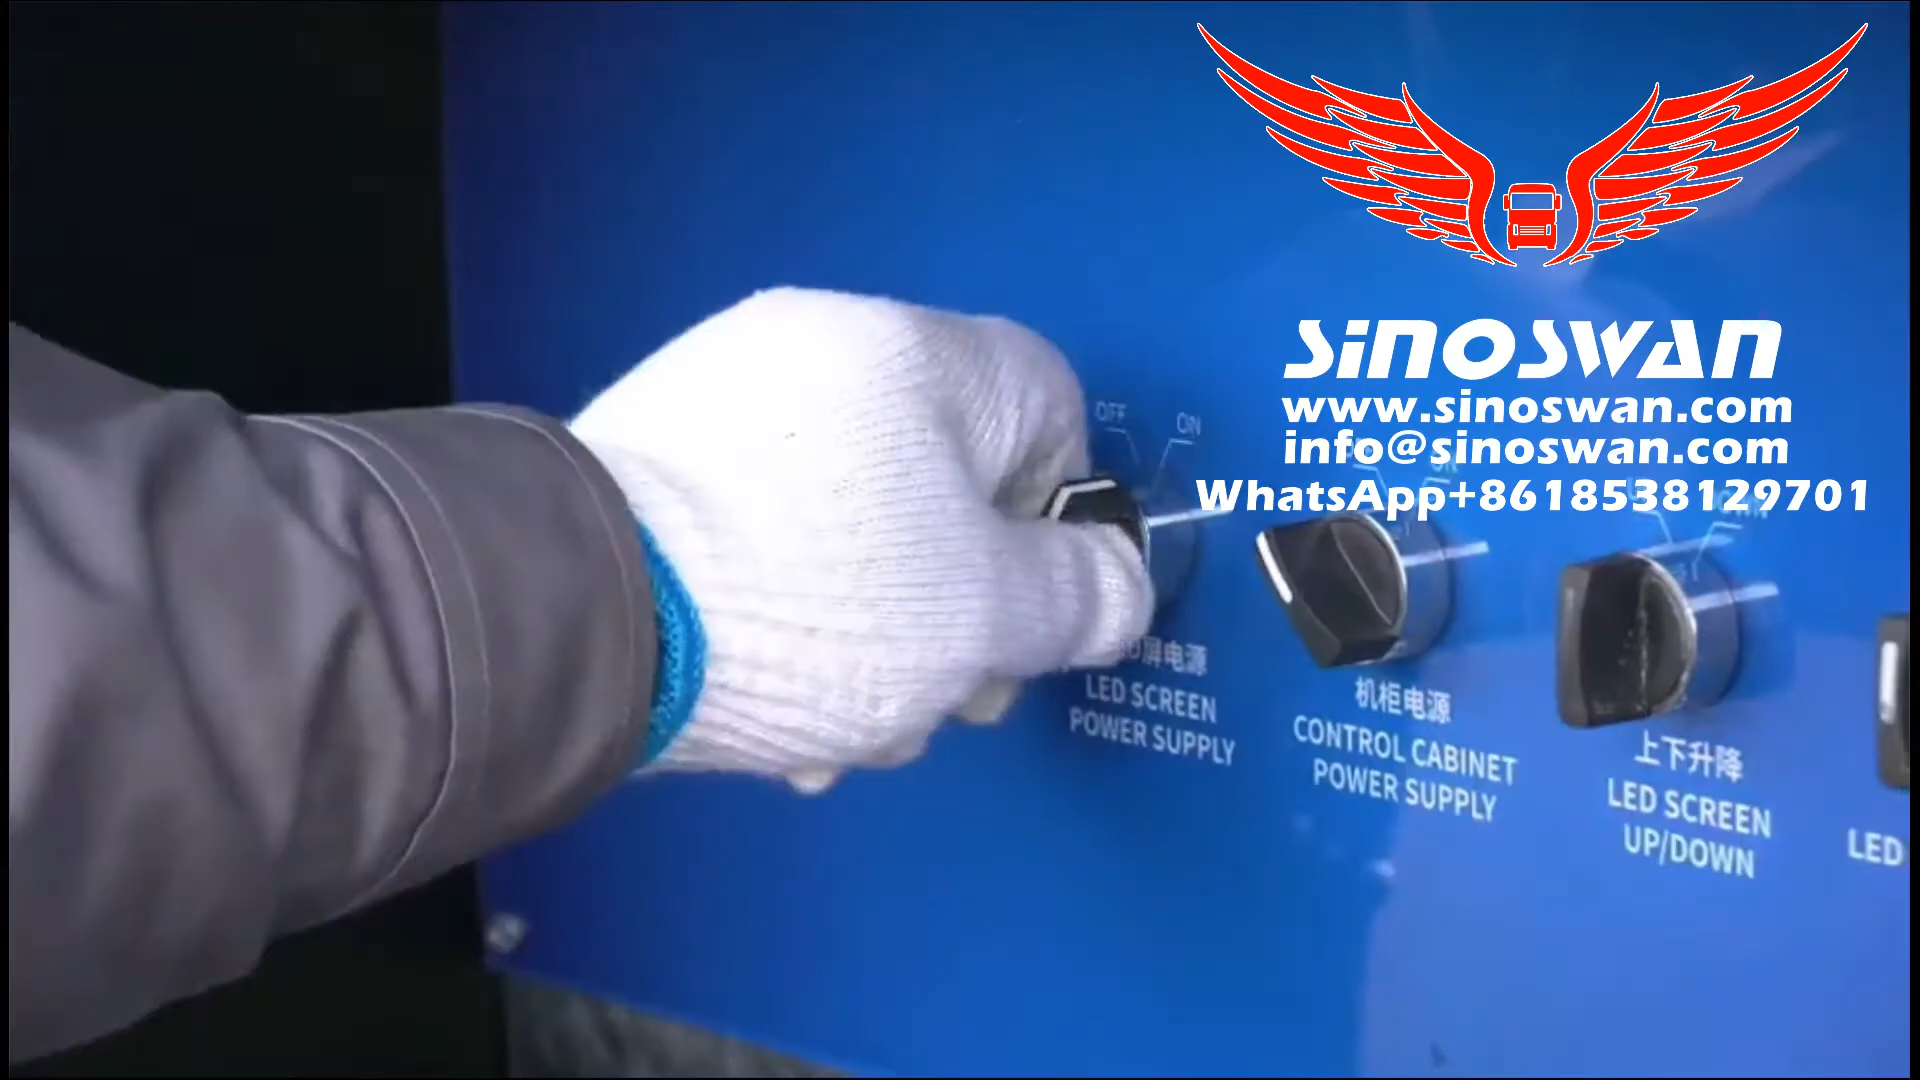 SINOSWAN
www.sinoswan.com
info@sinoswan.com
WhatsApp+8618538129701
OFF
ON
屏电源
LED SCREEN
POWER SUPPLY
机柜电源
CONTROL CABINET
POWER SUPPLY
上下升降
LED SCREEN
UP/DOWN
LED